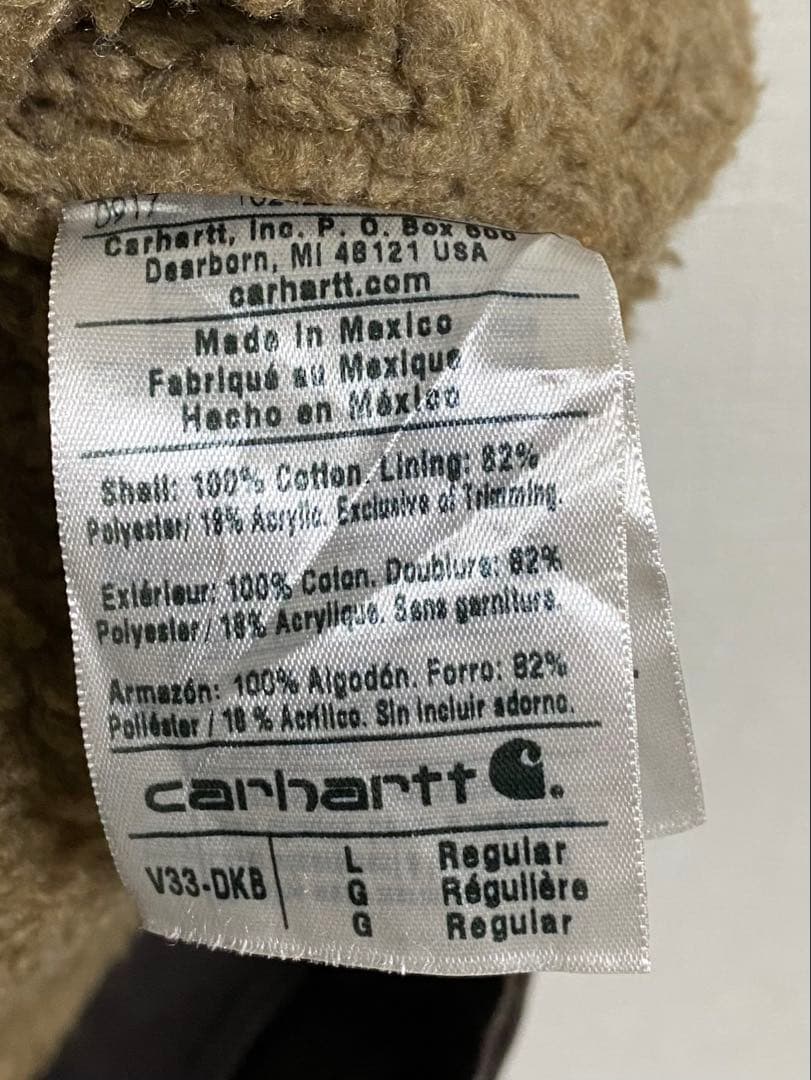 0917
Carhartt, Inc. P. O. Box 600
Dearborn, MI 48121 USA
carhartt.com
Made in Mexico
Fabriqué au Mexique
Hecho en México
Shell: 100% Cotton. Lining: 82%
Polyester/ 18% Acrylic. Exclusive of Trimming.
Extérieur: 100% Coton. Doublure: 82%
Polyester / 18% Acrylique. Sans garniture.
Armazón: 100% Algodón. Forro: 82%
Poliéster / 18 % Acrílico. Sin incluir adorno.
carhartt
V33-DKB L Regular
G Régulière
G Regular